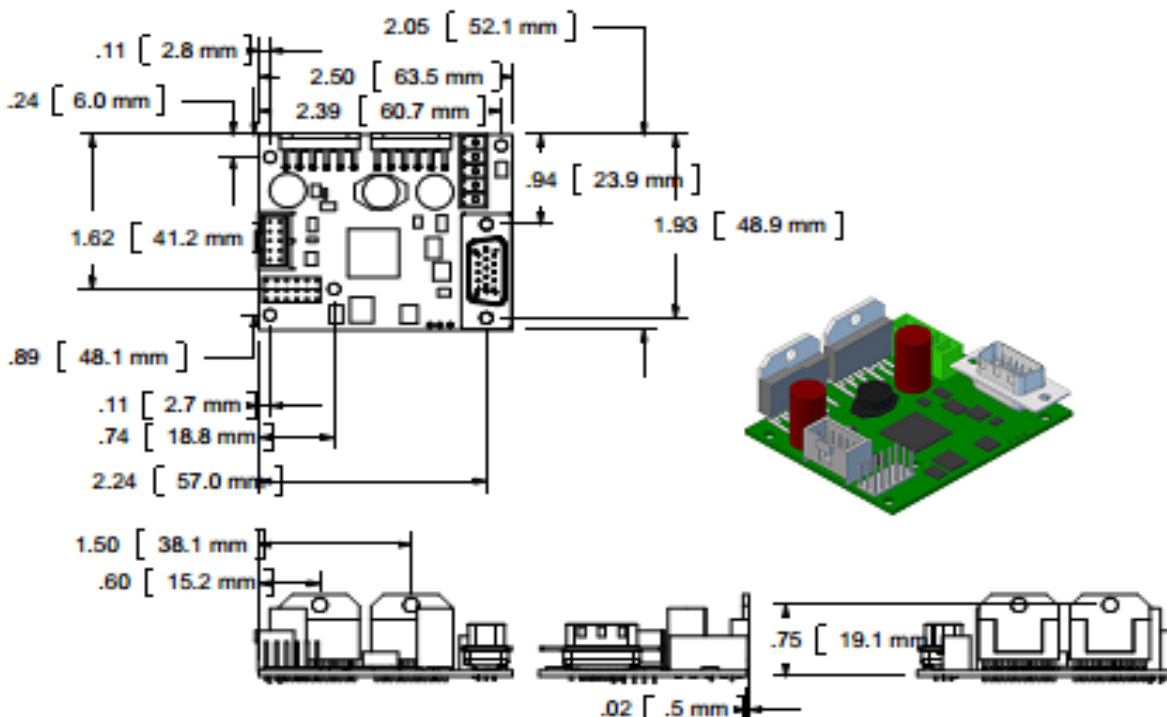 2.05 [ 52.1 mm ]
.11 [ 2.8 mm ]
2.50 [ 63.5 mm ]
.24 [ 6.0 mm ]
2.39 [ 60.7 mm ]
.94 [ 23.9 mm ]
1.93 [ 48.9 mm ]
1.62 [ 41.2 mm ]
.89 [ 48.1 mm ]
.11 [ 2.7 mm ]
.74 [ 18.8 mm ]
2.24 [ 57.0 mm ]
1.50 [ 38.1 mm ]
.60 [ 15.2 mm ]
.75 [ 19.1 mm ]
.02 [ .5 mm ]